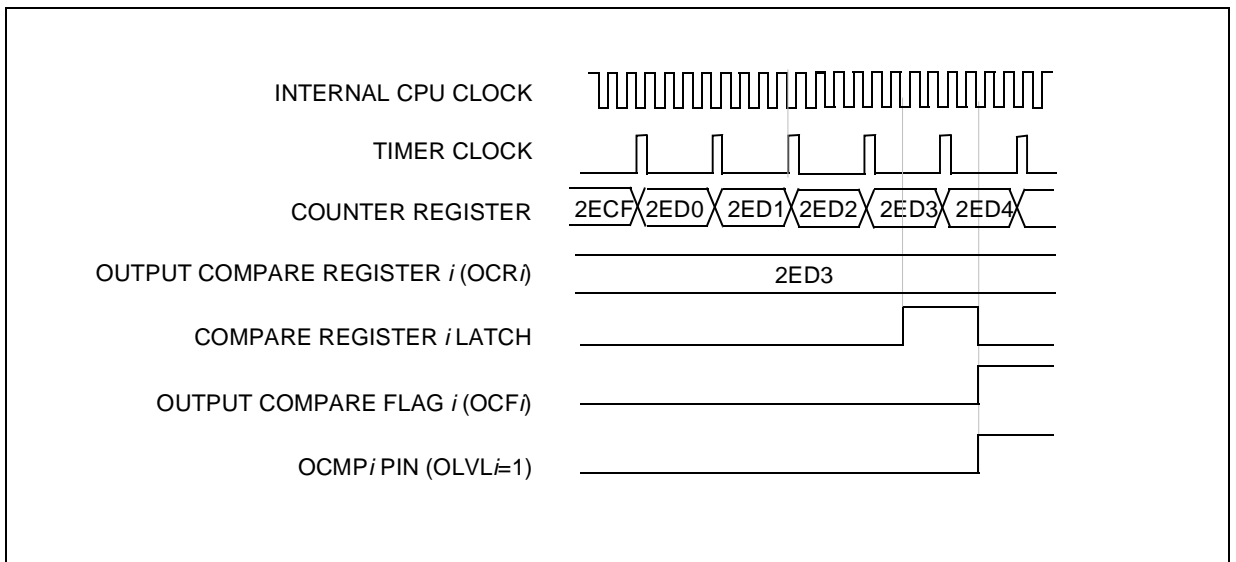 INTERNAL CPU CLOCK
TIMER CLOCK
COUNTER REGISTER 2ECF 2ED0 2ED1 2ED2 2ED3 2ED4
OUTPUT COMPARE REGISTER i (OCRi) 2ED3
COMPARE REGISTER i LATCH
OUTPUT COMPARE FLAG i (OCFi)
OCMPi PIN (OLVLi=1)